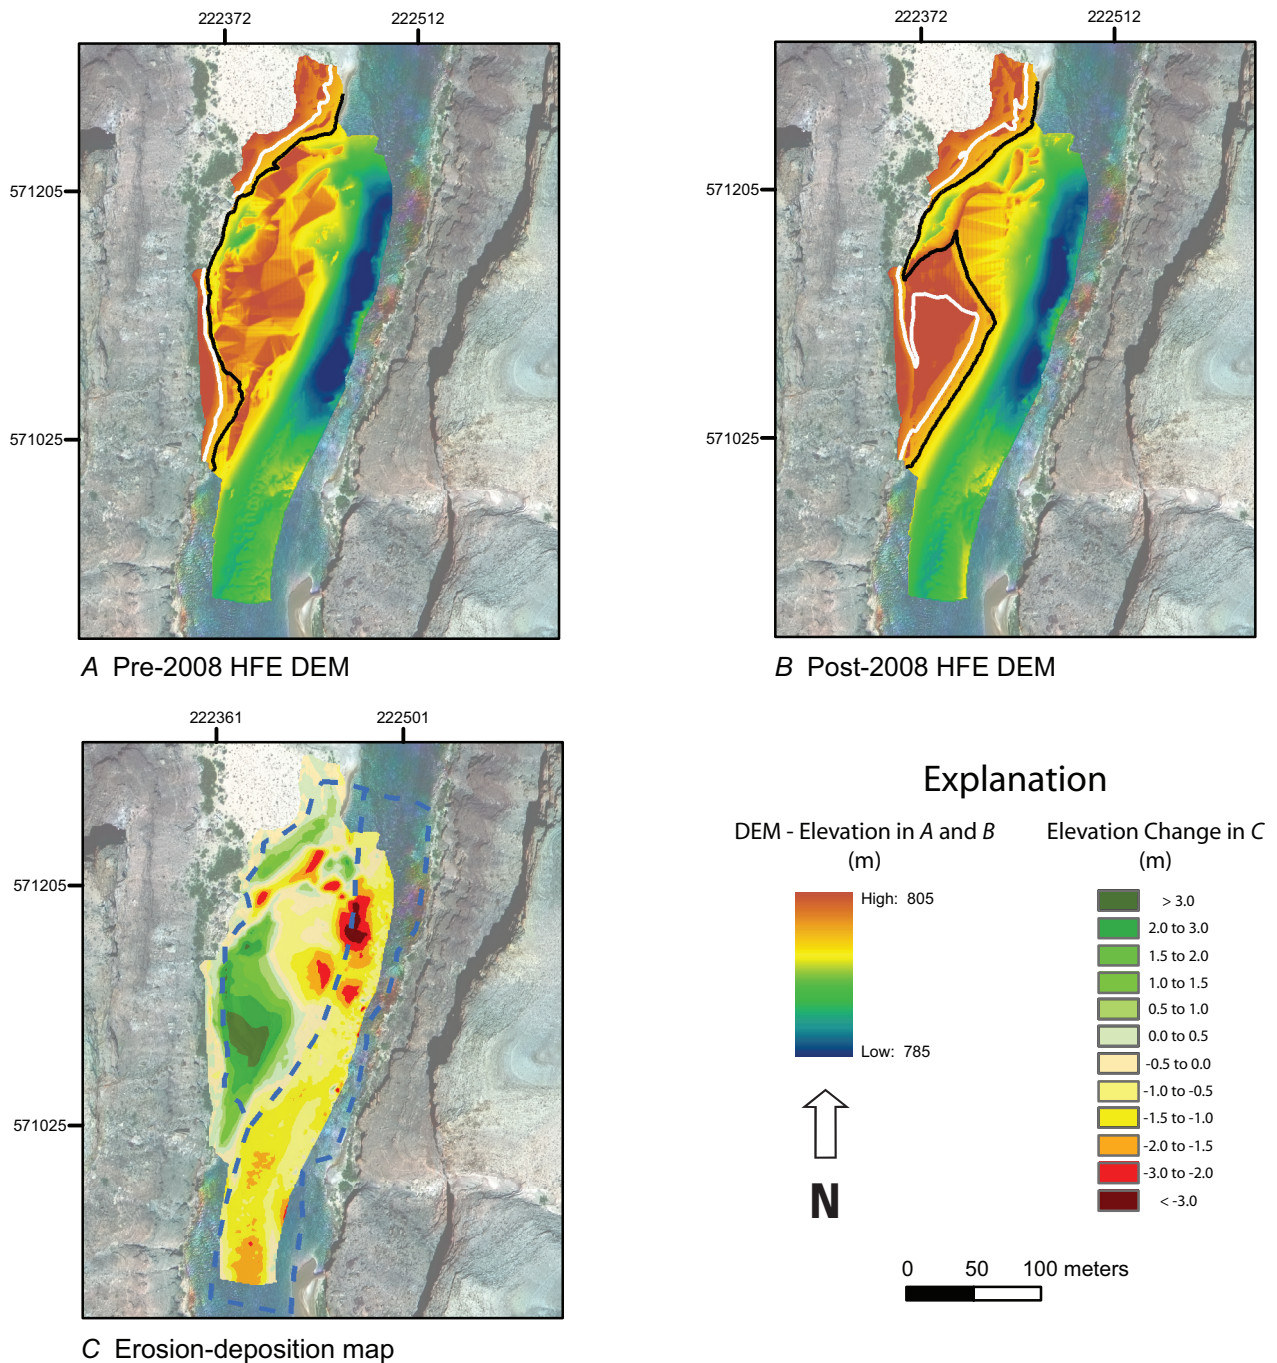 222372
222512
571205
571025
A Pre-2008 HFE DEM
222372
222512
571205
571025
B Post-2008 HFE DEM
222361
222501
571205
571025
C Erosion-deposition map
Explanation
DEM - Elevation in A and B
(m)
High: 805
Low: 785
N
Elevation Change in C
(m)
> 3.0
2.0 to 3.0
1.5 to 2.0
1.0 to 1.5
0.5 to 1.0
0.0 to 0.5
-0.5 to 0.0
-1.0 to -0.5
-1.5 to -1.0
-2.0 to -1.5
-3.0 to -2.0
< -3.0
0 50 100 meters